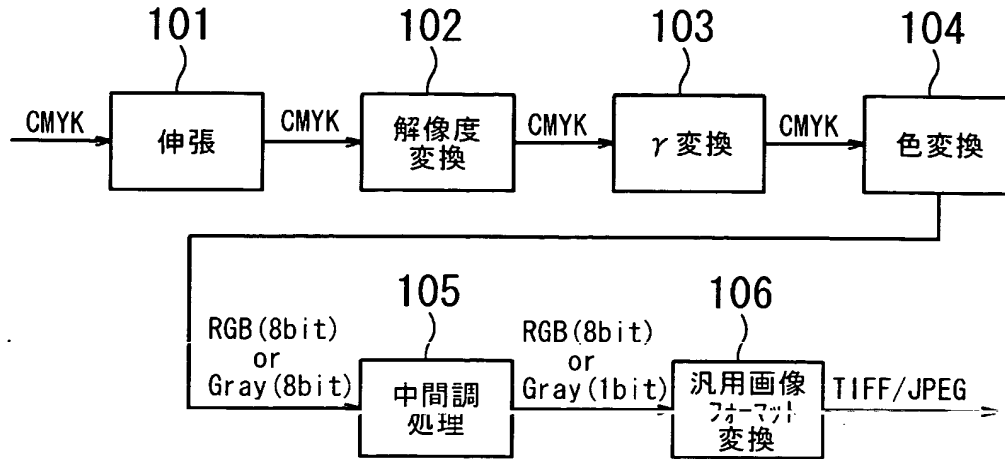 101
102
103
104
CMYK
伸張
CMYK
解像度
変換
CMYK
γ変換
CMYK
色変換
105
106
RGB(8bit)
or
Gray(8bit)
中間調
処理
RGB(8bit)
or
Gray(1bit)
汎用画像
フォーマット
変換
TIFF/JPEG